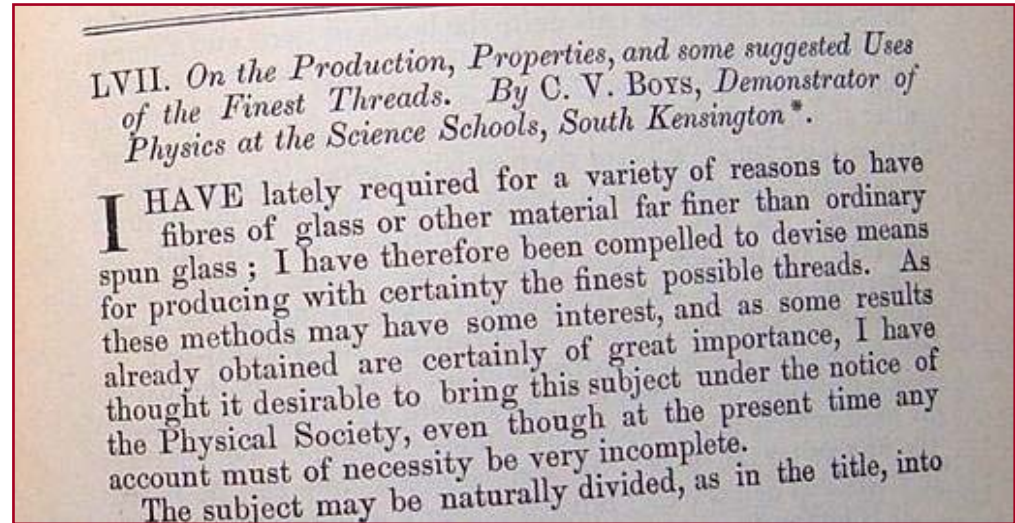 LVII. On the Production, Properties, and some suggested Uses
of the Finest Threads. By C. V. Boys, Demonstrator of
Physics at the Science Schools, South Kensington*.
I HAVE lately required for a variety of reasons to have
fibres of glass or other material far finer than ordinary
spun glass ; I have therefore been compelled to devise means
for producing with certainty the finest possible threads. As
these methods may have some interest, and as some results
already obtained are certainly of great importance, I have
thought it desirable to bring this subject under the notice of
the Physical Society, even though at the present time any
account must of necessity be very incomplete.
The subject may be naturally divided, as in the title, into